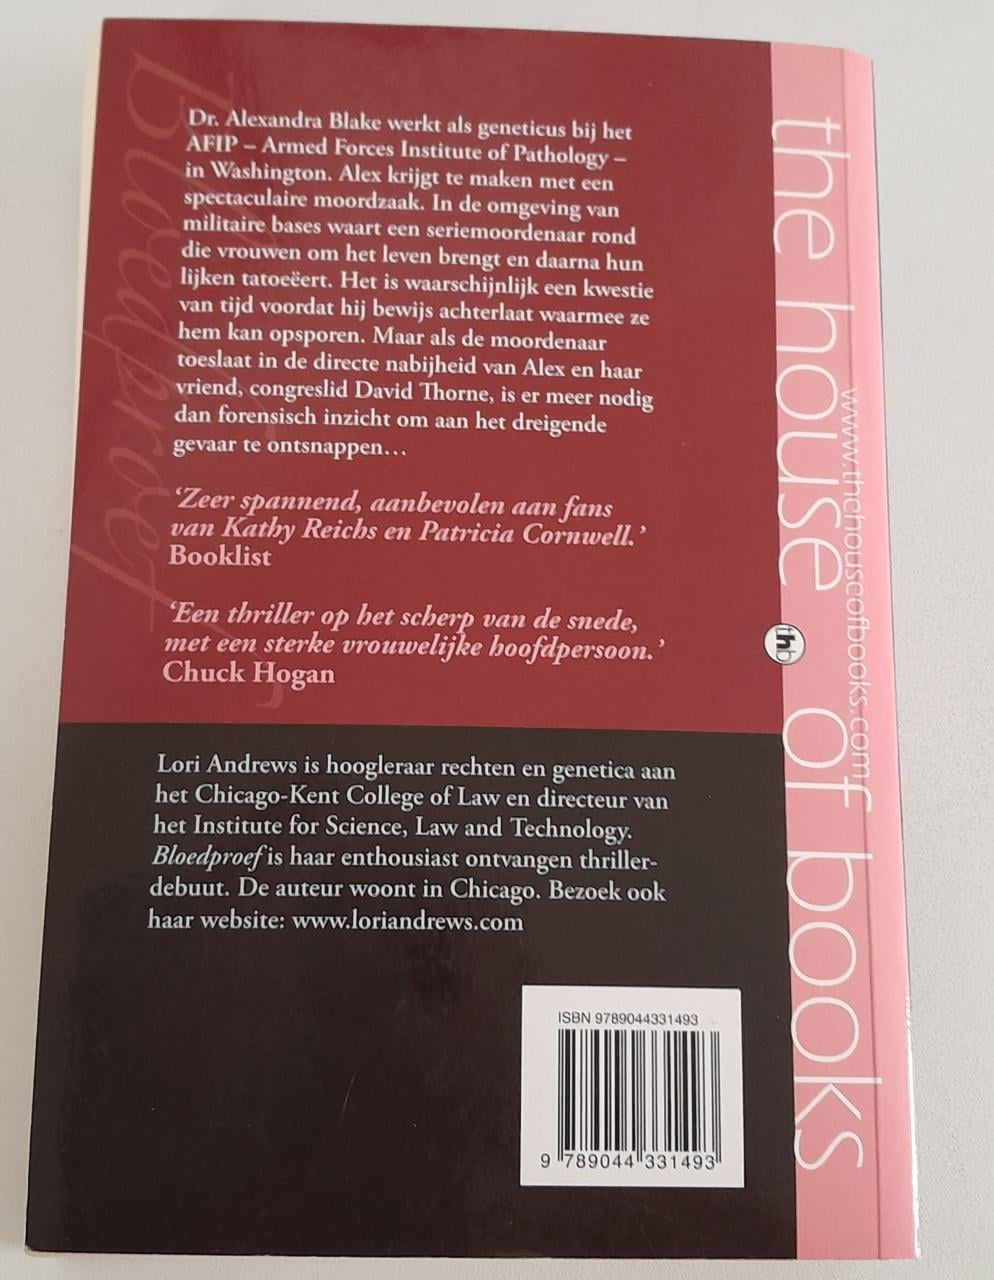 Dr. Alexandra Blake werkt als geneticus bij het
AFIP – Armed Forces Institute of Pathology –
in Washington. Alex krijgt te maken met een
spectaculaire moordzaak. In de omgeving van
militaire bases waart een seriemoordenaar rond
die vrouwen om het leven brengt en daarna hun
lijken tatoeëert. Het is waarschijnlijk een kwestie
van tijd voordat hij bewijs achterlaat waarmee ze
hem kan opsporen. Maar als de moordenaar
toeslaat in de directe nabijheid van Alex en haar
vriend, congreslid David Thorne, is er meer nodig
dan forensisch inzicht om aan het dreigende
gevaar te ontsnappen…
‘Zeer spannend, aanbevolen aan fans
van Kathy Reichs en Patricia Cornwell.’
Booklist
‘Een thriller op het scherp van de snede,
met een sterke vrouwelijke hoofdpersoon.’
Chuck Hogan
Lori Andrews is hoogleraar rechten en genetica aan
het Chicago-Kent College of Law en directeur van
het Institute for Science, Law and Technology.
Bloedproef is haar enthousiast ontvangen thriller-
debuut. De auteur woont in Chicago. Bezoek ook
haar website: www.loriandrews.com
ISBN 9789044331493
9 789044 331493
the house of books
thb
www.thehouseofbooks.com
Bloedproef